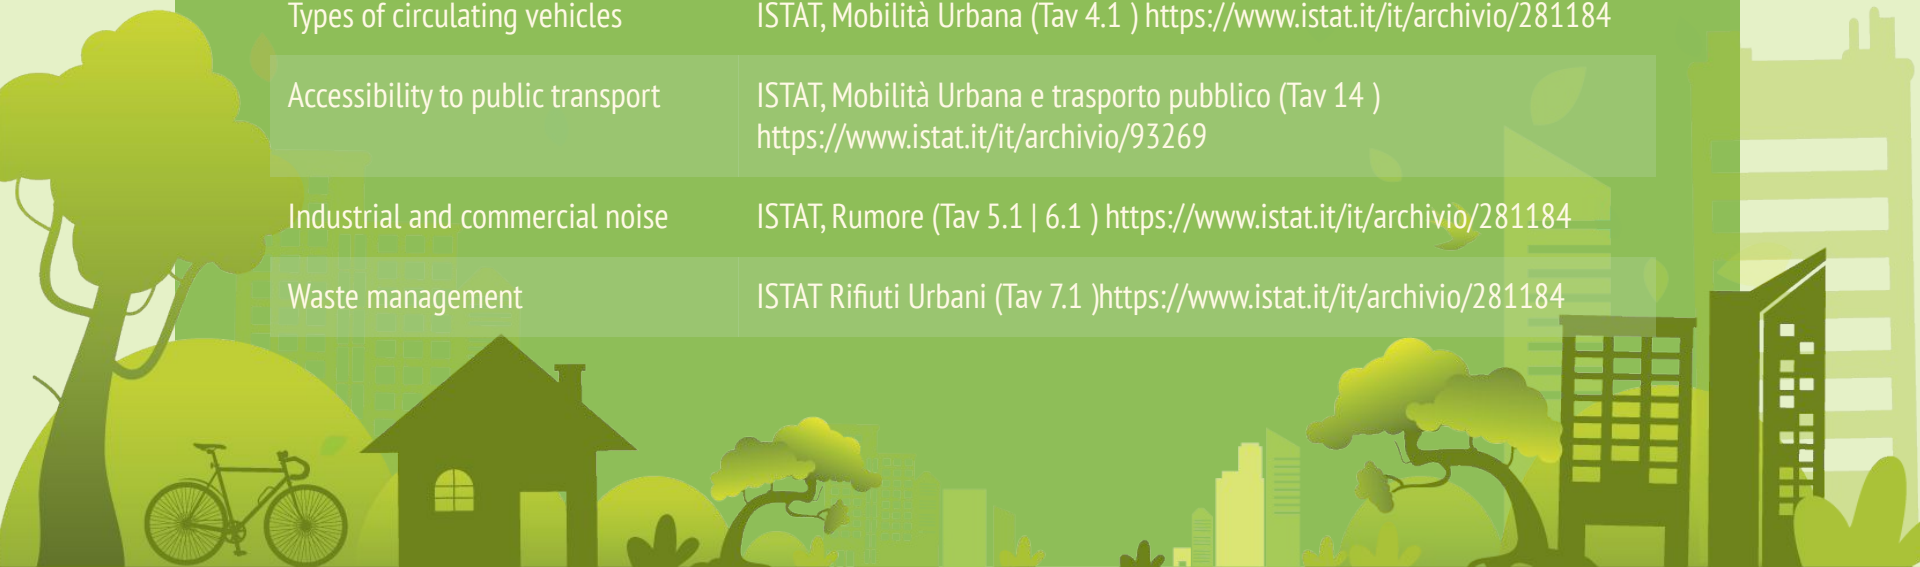 Types of circulating vehicles
ISTAT, Mobilità Urbana (Tav 4.1 ) https://www.istat.it/it/archivio/281184
Accessibility to public transport
ISTAT, Mobilità Urbana e trasporto pubblico (Tav 14 )
https://www.istat.it/it/archivio/93269
Industrial and commercial noise
ISTAT, Rumore (Tav 5.1 | 6.1 ) https://www.istat.it/it/archivio/281184
Waste management
ISTAT Rifiuti Urbani (Tav 7.1 )https://www.istat.it/it/archivio/281184